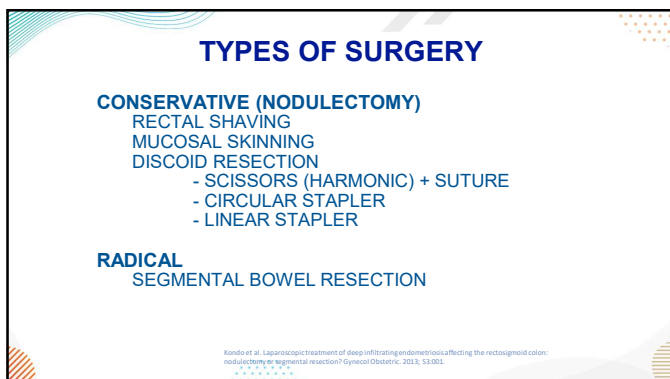 TYPES OF SURGERY
CONSERVATIVE (NODULECTOMY)
RECTAL SHAVING
MUCOSAL SKINNING
DISCOID RESECTION
- SCISSORS (HARMONIC) + SUTURE
- CIRCULAR STAPLER
- LINEAR STAPLER
RADICAL
SEGMENTAL BOWEL RESECTION
Kondo et al. Laparoscopic treatment of deep infiltrating endometriosis affecting the rectosigmoid colon:
nodulectomy or segmental resection? Gynecol Obstetric. 2013; S3:001.